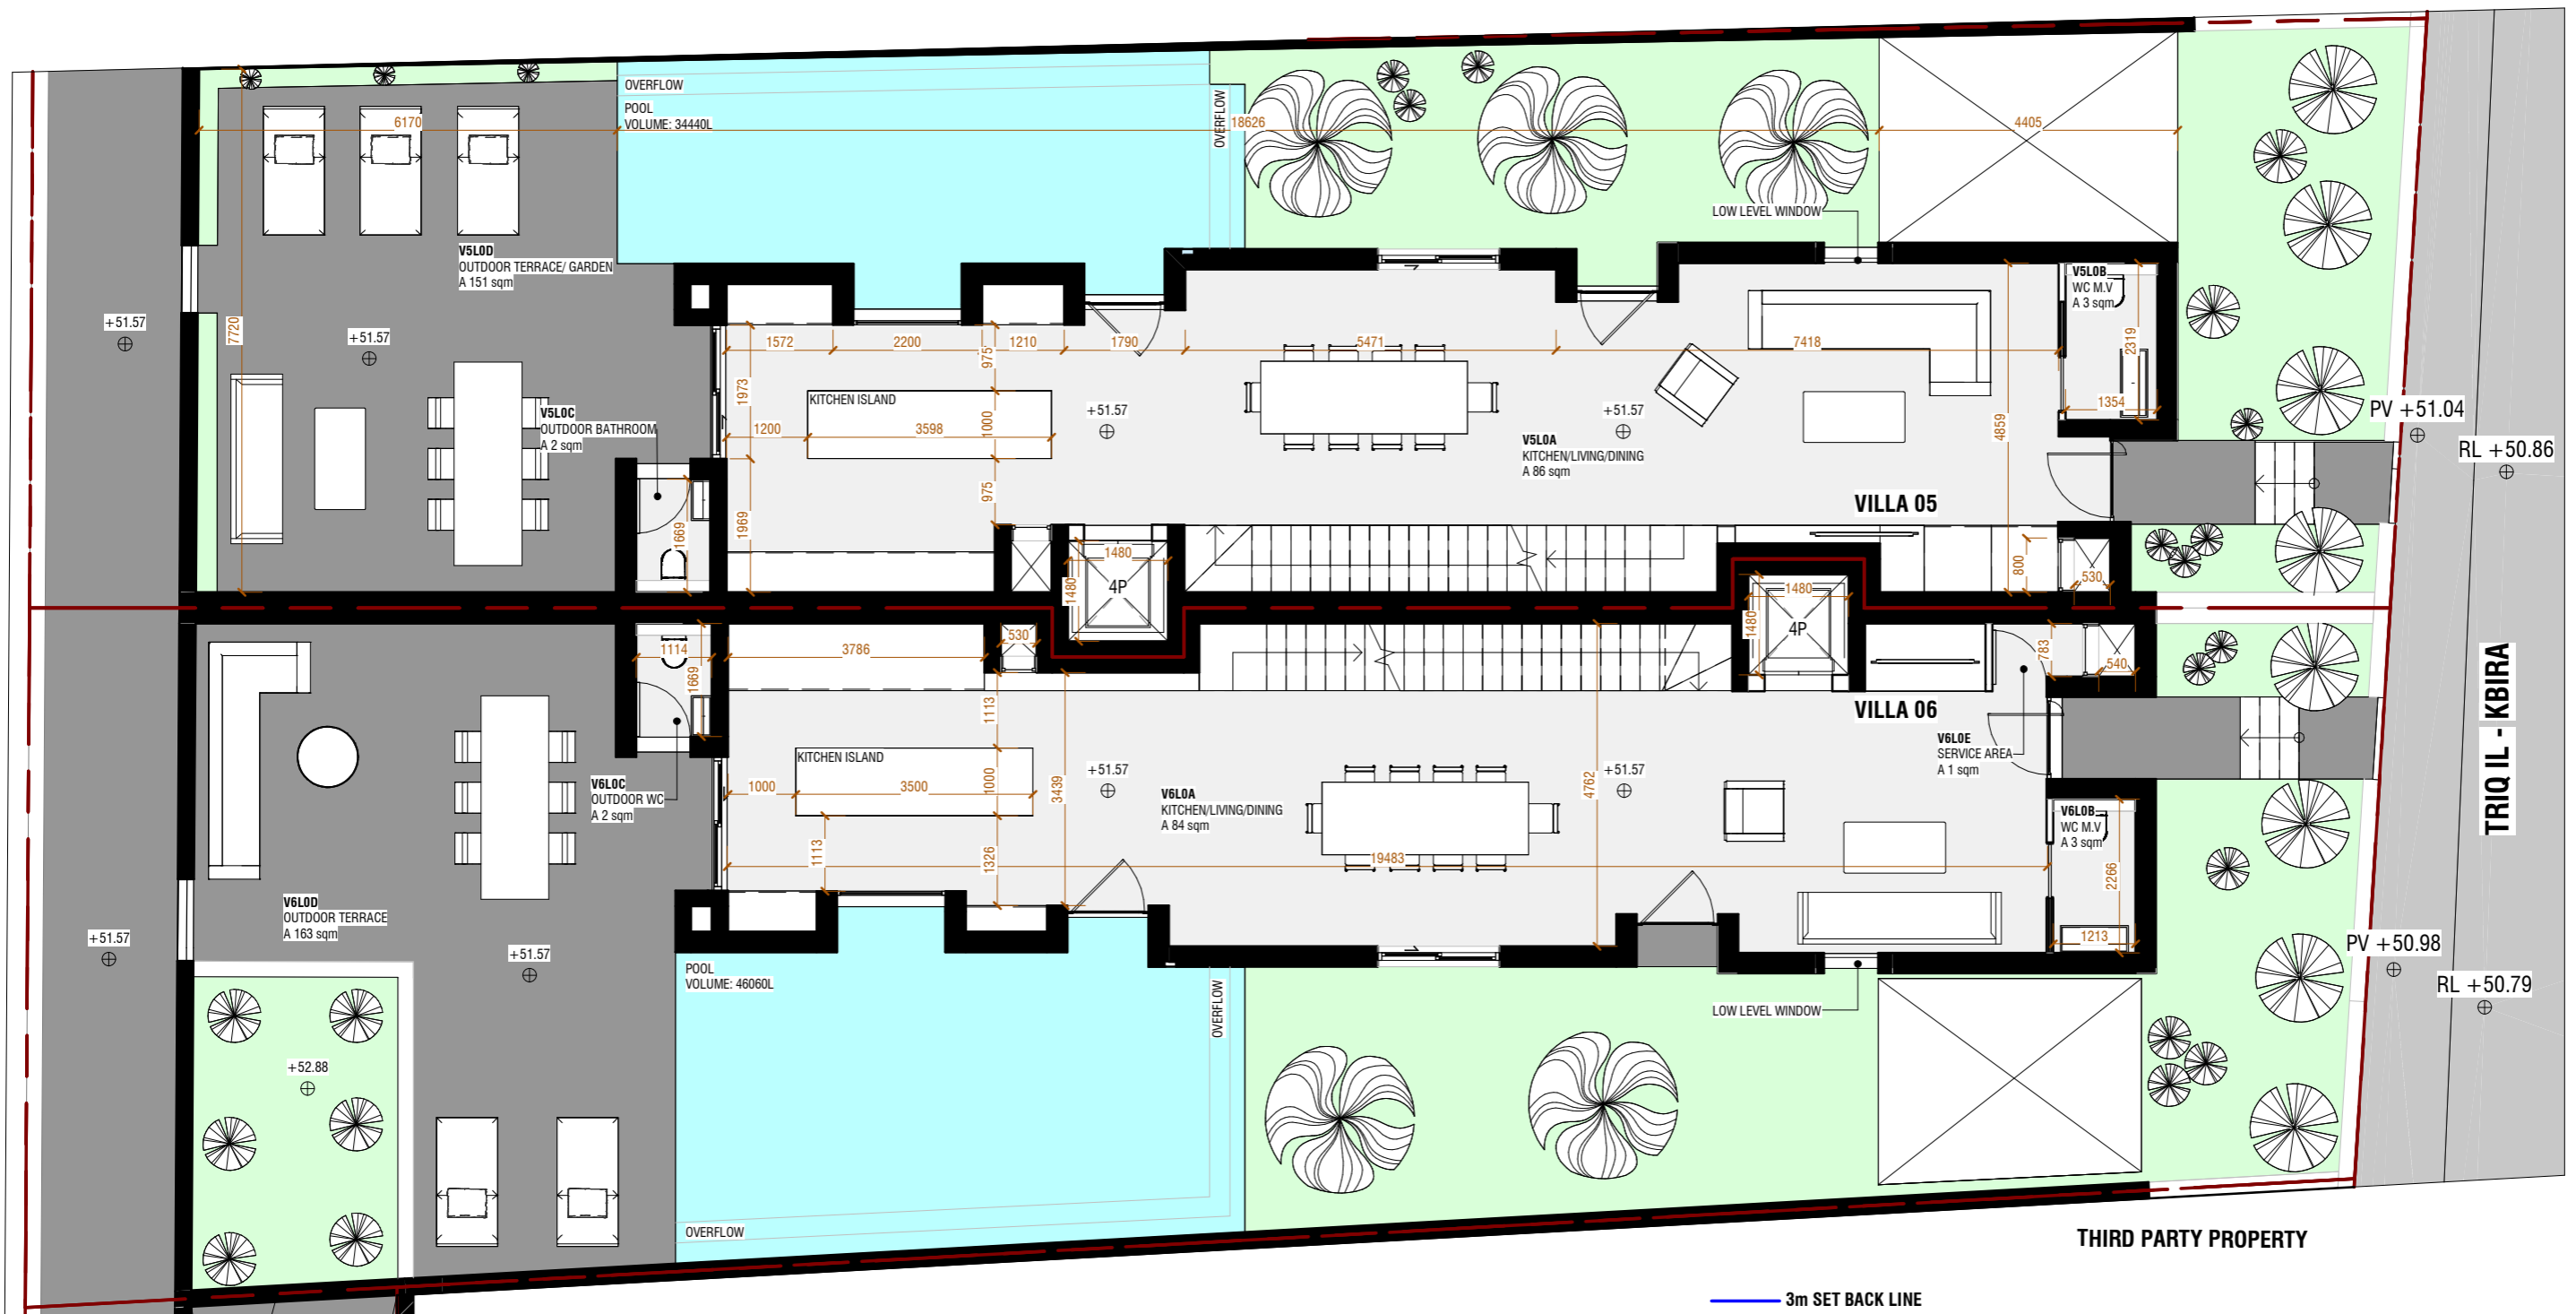 OVERFLOW
POOL
VOLUME: 34440L
OVERFLOW
6170
18626
4405
LOW LEVEL WINDOW
V5L0D
OUTDOOR TERRACE/ GARDEN
A 151 sqm
V5L0B
WC M.V
A 3 sqm
+51.57
+51.57
7720
1572
2200
1210
1790
5471
7418
975
2319
1973
KITCHEN ISLAND
1354
PV +51.04
V5L0C
OUTDOOR BATHROOM
A 2 sqm
1200
3598
1000
+51.57
+51.57
4859
V5L0A
KITCHEN/LIVING/DINING
A 86 sqm
RL +50.86
975
VILLA 05
1969
1669
1480
1480
4P
800
530
1480
1480
4P
530
1114
1669
3786
783
540
1113
VILLA 06
TRIQ IL - KBIRA
V6L0E
SERVICE AREA
A 1 sqm
KITCHEN ISLAND
1000
3500
1000
3439
+51.57
4762
+51.57
V6L0C
OUTDOOR WC
A 2 sqm
V6L0A
KITCHEN/LIVING/DINING
A 84 sqm
V6L0B
WC M.V
A 3 sqm
1113
1326
19483
2266
V6L0D
OUTDOOR TERRACE
A 163 sqm
+51.57
+51.57
1213
PV +50.98
RL +50.79
POOL
VOLUME: 46060L
OVERFLOW
LOW LEVEL WINDOW
+52.88
OVERFLOW
THIRD PARTY PROPERTY
3m SET BACK LINE